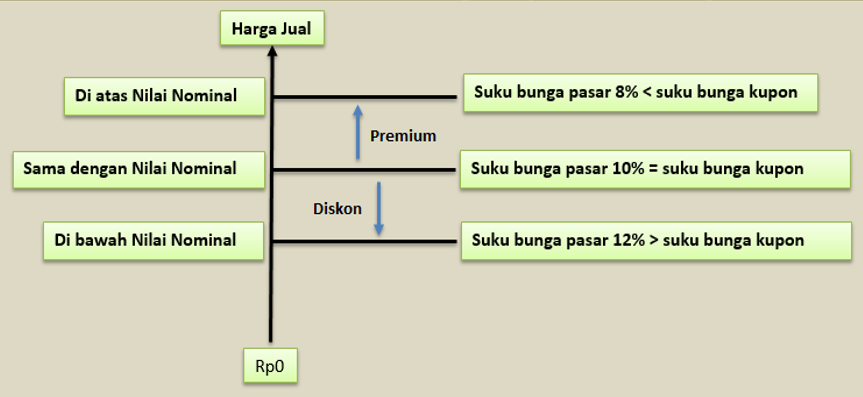 Harga Jual
Di atas Nilai Nominal
Suku bunga pasar 8% < suku bunga kupon
Premium
Sama dengan Nilai Nominal
Suku bunga pasar 10% = suku bunga kupon
Diskon
Di bawah Nilai Nominal
Suku bunga pasar 12% > suku bunga kupon
Rp0